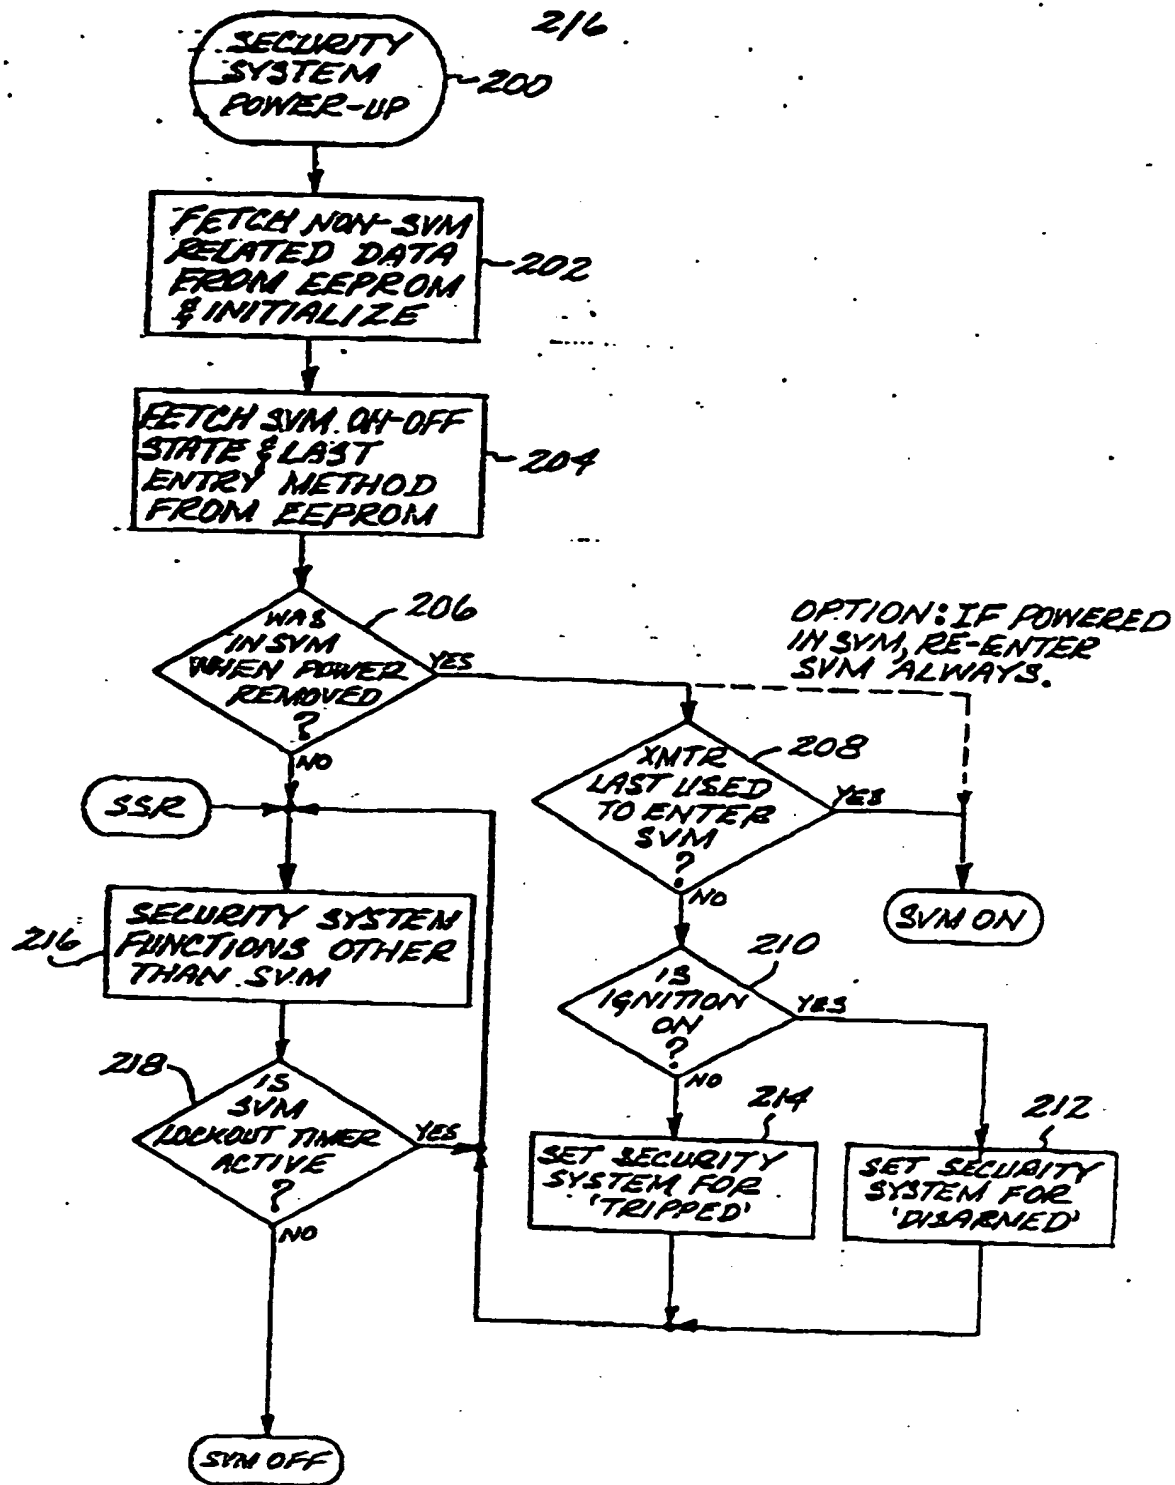 2/6
SECURITY
SYSTEM
POWER-UP
200
FETCH NON-SVM
RELATED DATA
FROM EEPROM
& INITIALIZE
202
FETCH SVM ON-OFF
STATE & LAST
ENTRY METHOD
FROM EEPROM
204
WAS
IN SVM
WHEN POWER
REMOVED
?
206
YES
NO
OPTION: IF POWERED
IN SVM, RE-ENTER
SVM ALWAYS.
XMTR
LAST USED
TO ENTER
SVM
?
208
YES
NO
SVM ON
SSR
SECURITY SYSTEM
FUNCTIONS OTHER
THAN SVM
216
IS
IGNITION
ON
?
210
YES
NO
IS
SVM
LOCKOUT TIMER
ACTIVE
?
218
YES
NO
SET SECURITY
SYSTEM FOR
'TRIPPED'
214
SET SECURITY
SYSTEM FOR
'DISARMED'
212
SVM OFF